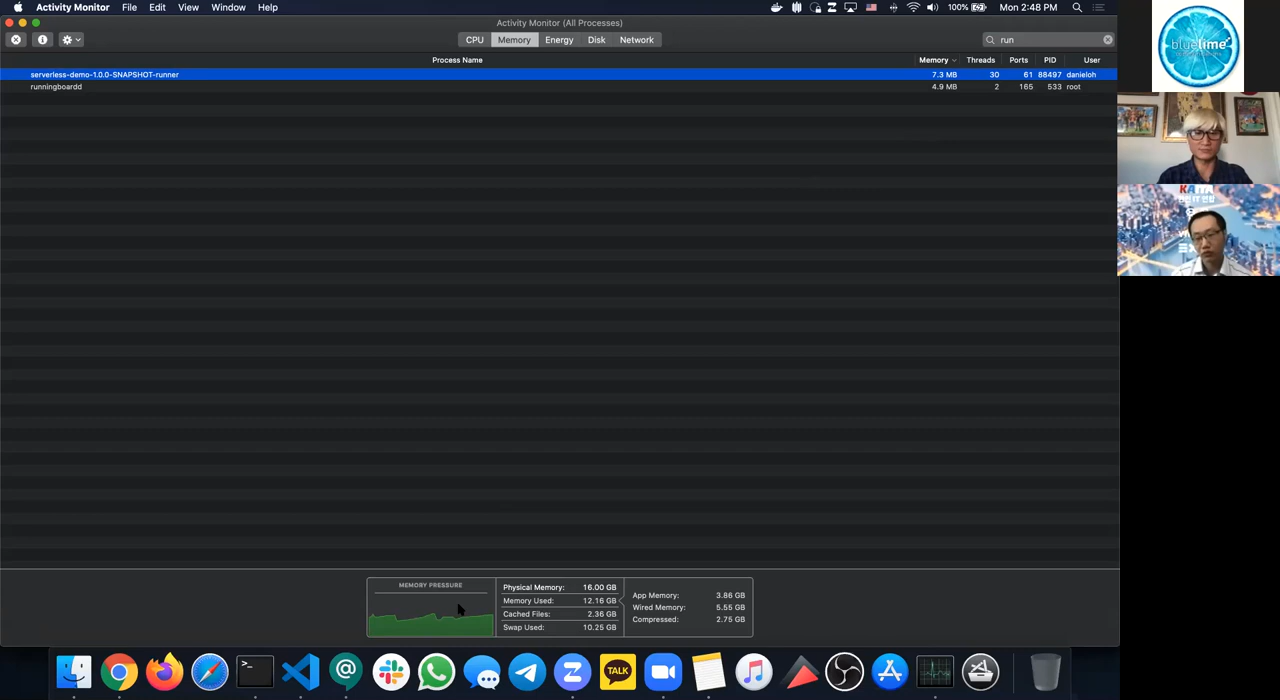 Activity Monitor File Edit View Window Help
100% Mon 2:48 PM
Activity Monitor (All Processes)
CPU Memory Energy Disk Network
run
Process Name Memory Threads Ports PID User
serverless-demo-1.0.0-SNAPSHOT-runner 7.3 MB 30 61 88497 danieloh
runningboardd 4.9 MB 2 165 533 root
MEMORY PRESSURE
Physical Memory: 16.00 GB
Memory Used: 12.16 GB
Cached Files: 2.36 GB
Swap Used: 10.25 GB
App Memory: 3.86 GB
Wired Memory: 5.55 GB
Compressed: 2.75 GB
TALK
bluelime
KAITA